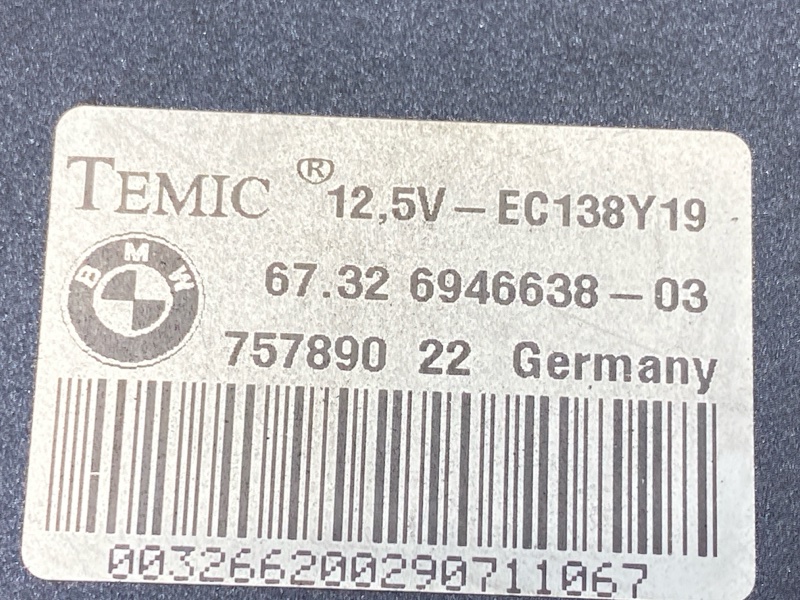 TEMIC ® 12,5V – EC138Y19
BMW
67.32 6946638 – 03
757890 22 Germany
00326620029071106​7